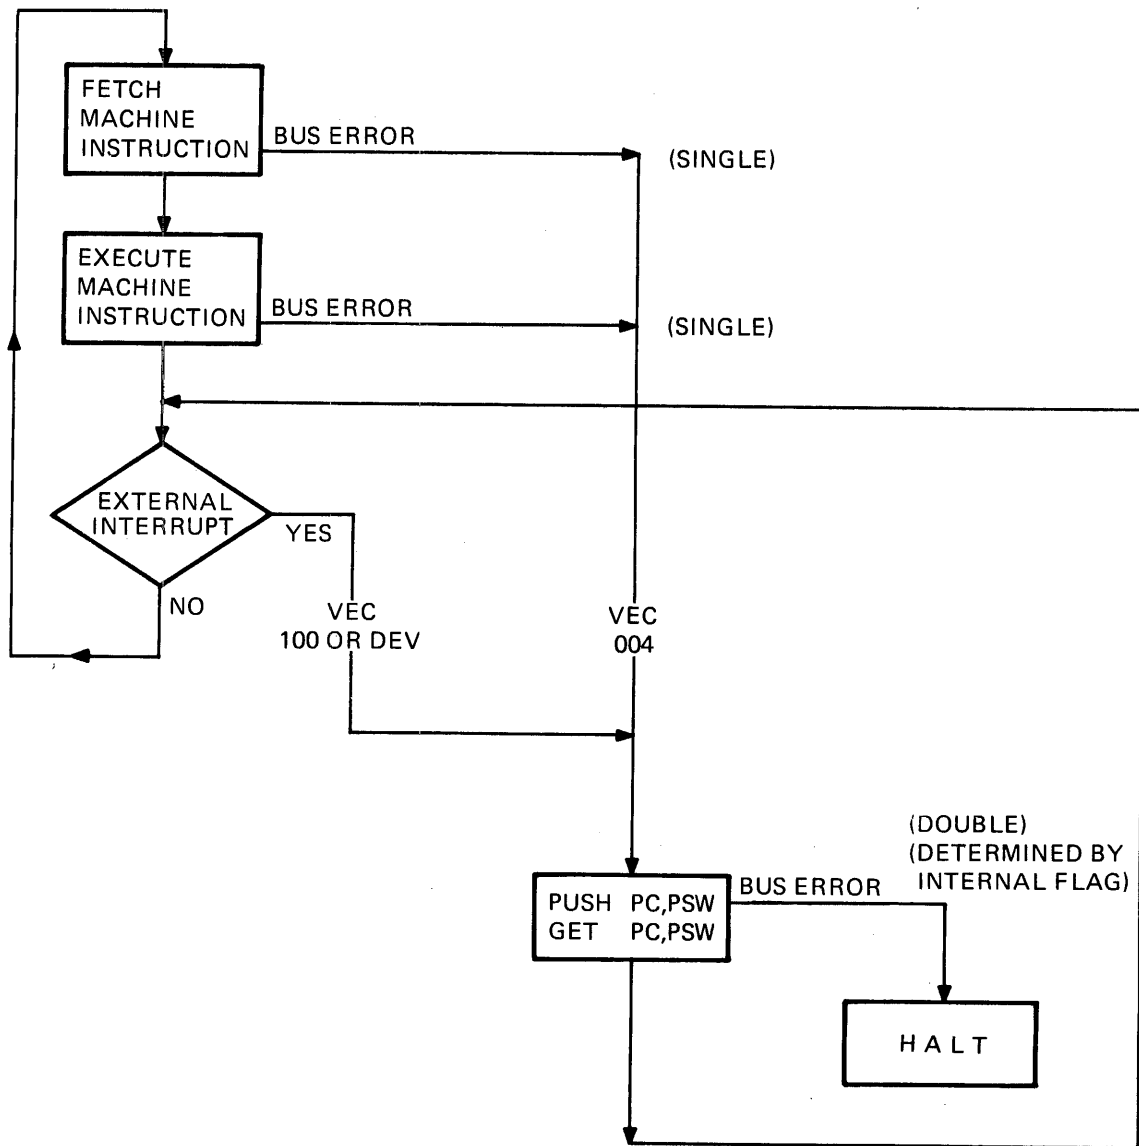 FETCH
MACHINE
INSTRUCTION
BUS ERROR
(SINGLE)
EXECUTE
MACHINE
INSTRUCTION
BUS ERROR
(SINGLE)
EXTERNAL
INTERRUPT
YES
NO
VEC
100 OR DEV
VEC
004
(DOUBLE)
(DETERMINED BY
INTERNAL FLAG)
PUSH PC,PSW
GET PC,PSW
BUS ERROR
HALT